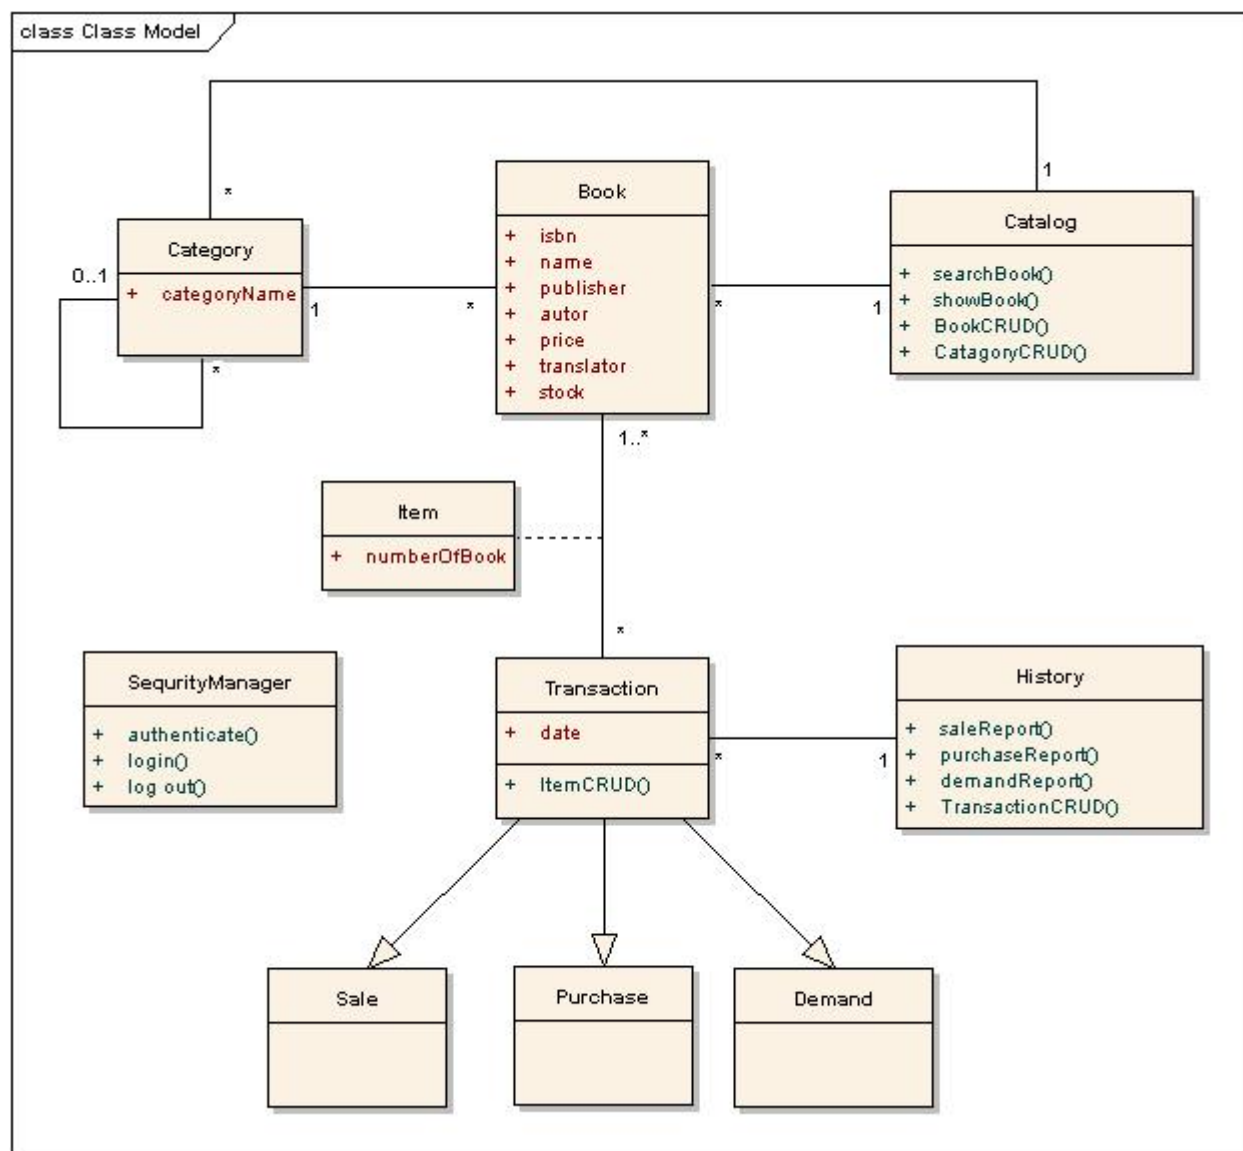 class Class Model
*
1
Category
+ categoryName
0..1
*
1
*
Book
+ isbn
+ name
+ publisher
+ autor
+ price
+ translator
+ stock
*
1
Catalog
+ searchBook()
+ showBook()
+ BookCRUD()
+ CatagoryCRUD()
1..*
Item
+ numberOfBook
*
SequrityManager
+ authenticate()
+ login()
+ log out()
Transaction
+ date
+ ItemCRUD()
*
1
History
+ saleReport()
+ purchaseReport()
+ demandReport()
+ TransactionCRUD()
Sale
Purchase
Demand